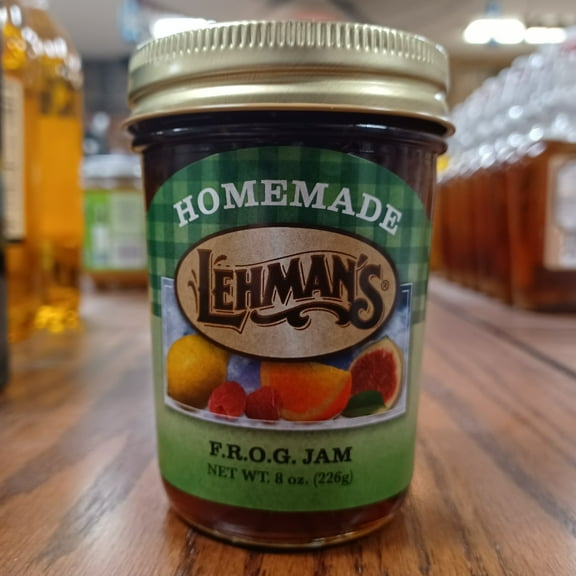 HOMEMADE
LEHMAN'S®
F.R.O.G. JAM
NET WT. 8 oz. (226g)